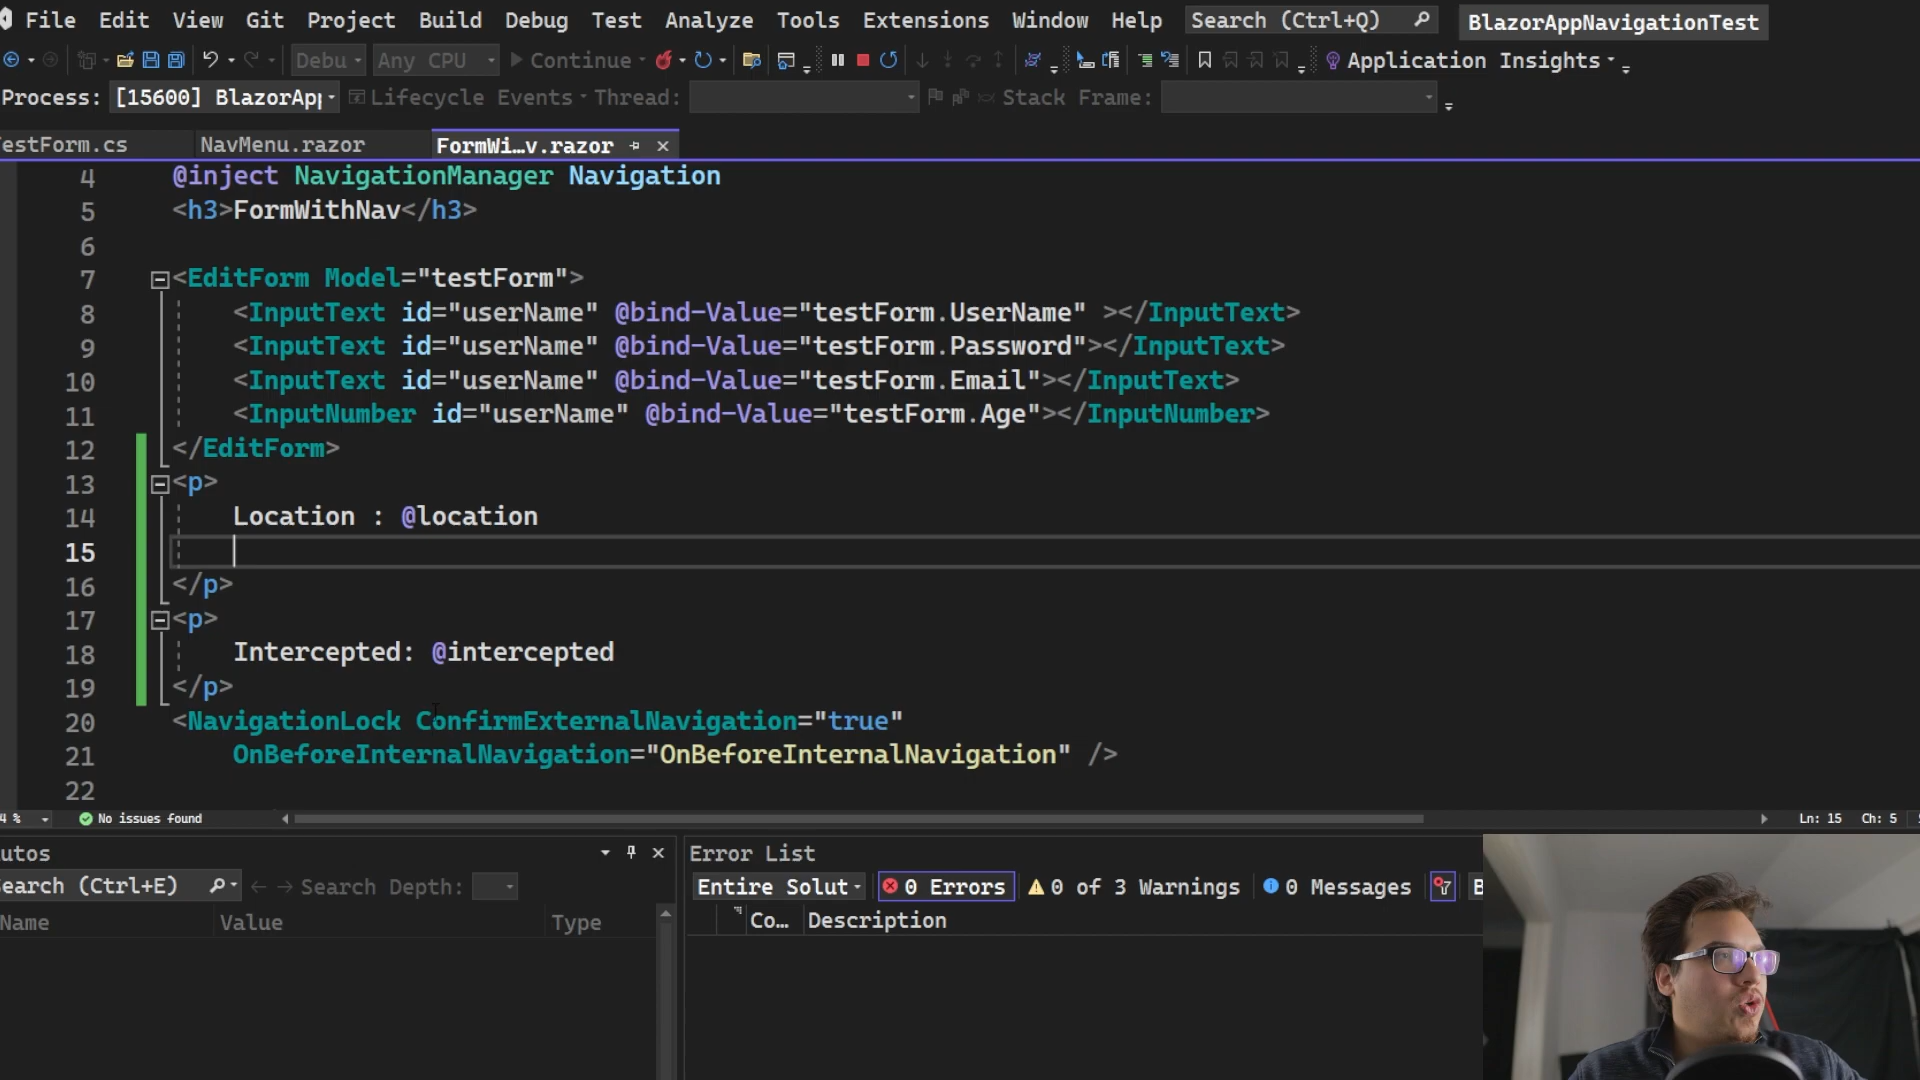 File Edit View Git Project Build Debug Test Analyze Tools Extensions Window Help Search (Ctrl+Q) BlazorAppNavigationTest
Debug Any CPU Continue Application Insights
Process: [15600] BlazorApp Lifecycle Events Thread: Stack Frame:
estForm.cs NavMenu.razor FormWi…v.razor
4 @inject NavigationManager Navigation
5 <h3>FormWithNav</h3>
6
7 <EditForm Model="testForm">
8 <InputText id="userName" @bind-Value="testForm.UserName" ></InputText>
9 <InputText id="userName" @bind-Value="testForm.Password"></InputText>
10 <InputText id="userName" @bind-Value="testForm.Email"></InputText>
11 <InputNumber id="userName" @bind-Value="testForm.Age"></InputNumber>
12 </EditForm>
13 <p>
14 Location : @location
15
16 </p>
17 <p>
18 Intercepted: @intercepted
19 </p>
20 <NavigationLock ConfirmExternalNavigation="true"
21 OnBeforeInternalNavigation="OnBeforeInternalNavigation" />
22
4 % No issues found Ln: 15 Ch: 5
utos
earch (Ctrl+E) Search Depth:
Name Value Type
Error List
Entire Solut 0 Errors 0 of 3 Warnings 0 Messages B
Co… Description